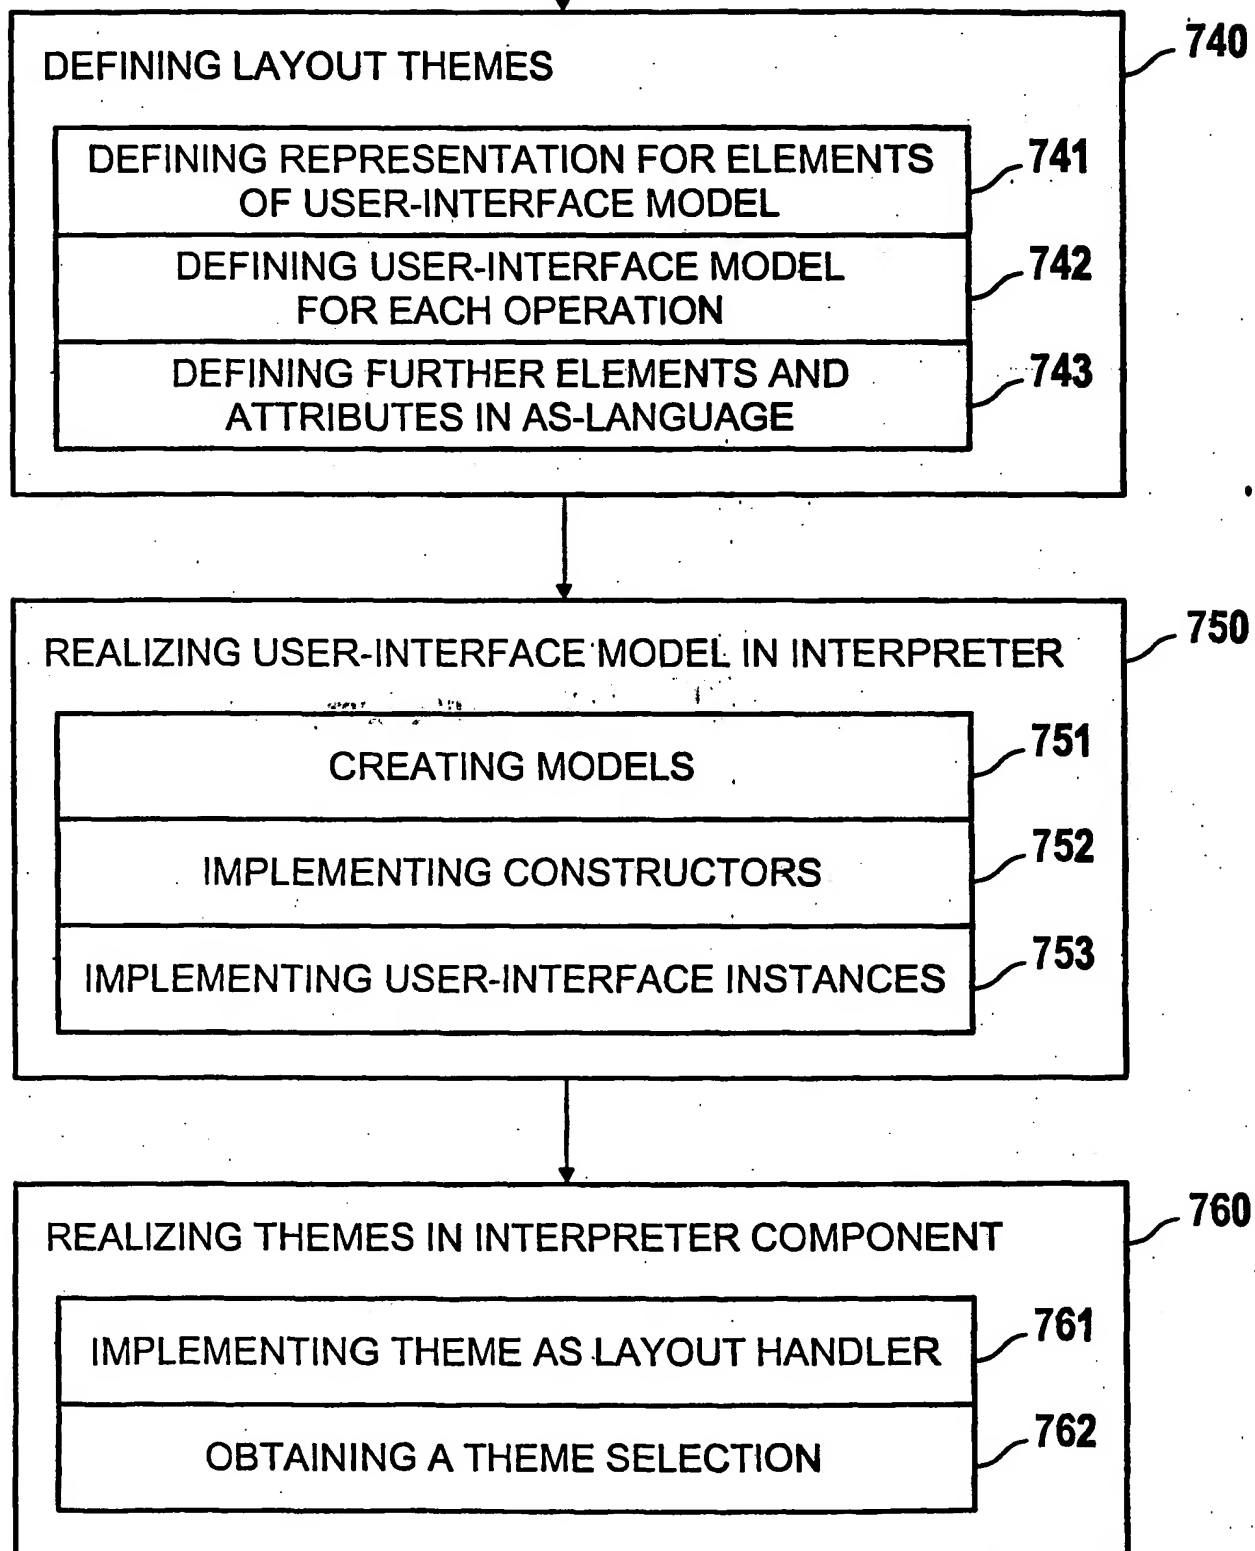 740
DEFINING LAYOUT THEMES
DEFINING REPRESENTATION FOR ELEMENTS
OF USER-INTERFACE MODEL
741
DEFINING USER-INTERFACE MODEL
FOR EACH OPERATION
742
DEFINING FURTHER ELEMENTS AND
ATTRIBUTES IN AS-LANGUAGE
743
750
REALIZING USER-INTERFACE MODEL IN INTERPRETER
CREATING MODELS
751
IMPLEMENTING CONSTRUCTORS
752
IMPLEMENTING USER-INTERFACE INSTANCES
753
760
REALIZING THEMES IN INTERPRETER COMPONENT
IMPLEMENTING THEME AS LAYOUT HANDLER
761
OBTAINING A THEME SELECTION
762